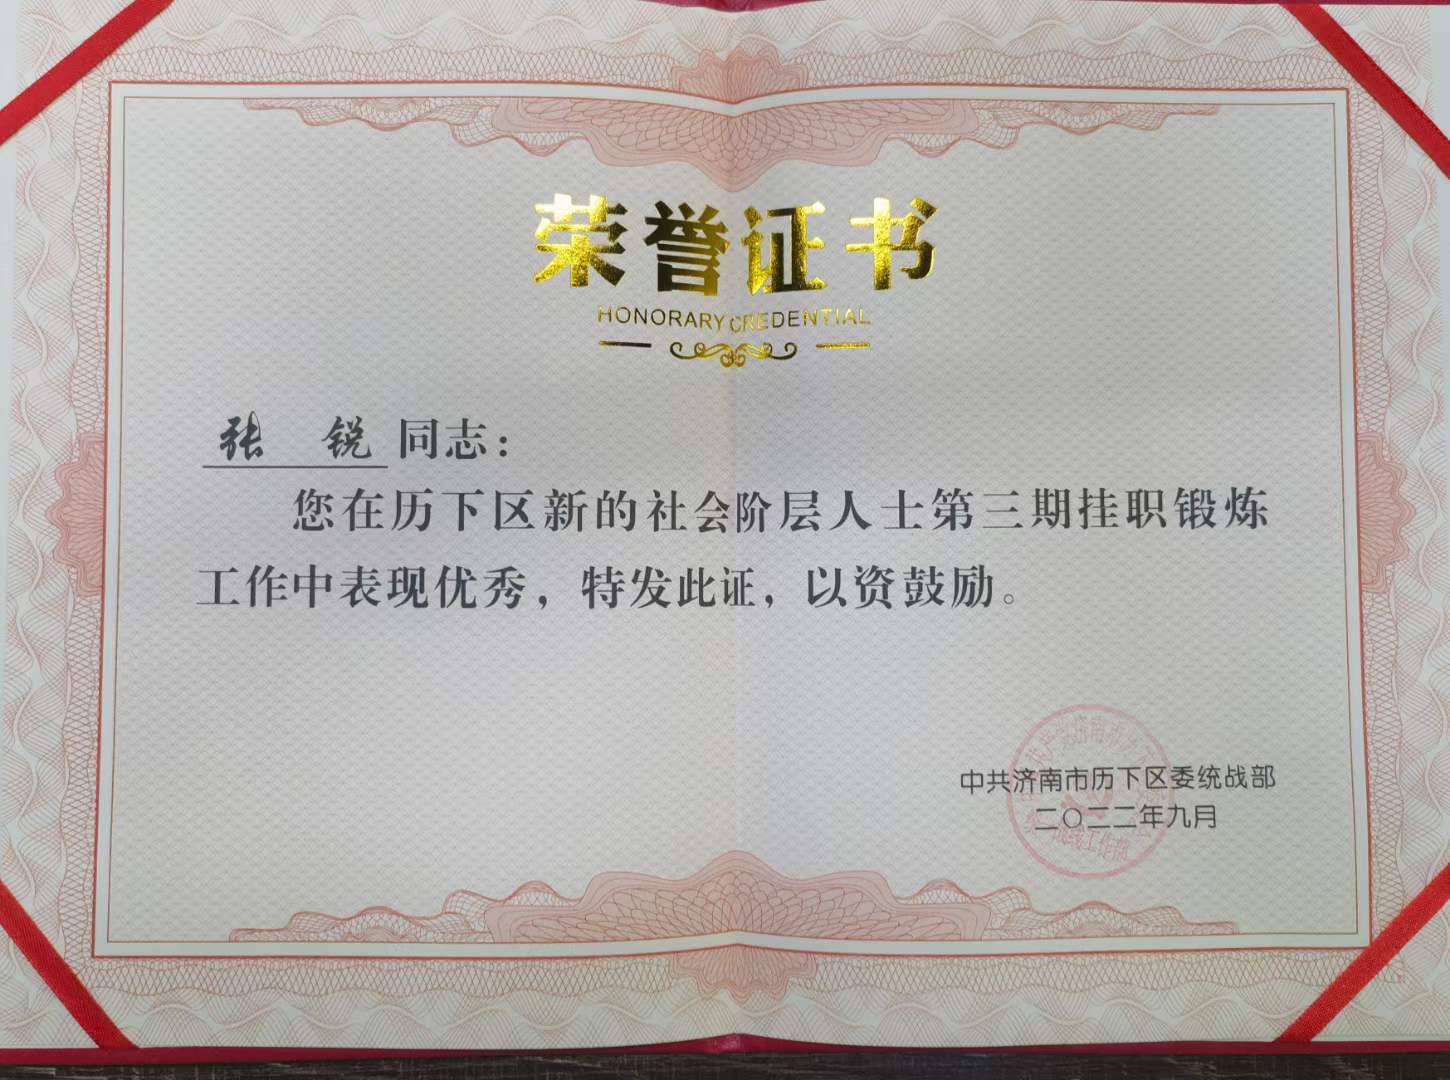 荣誉证书
HONORARY CREDENTIAL
张 锐 同志：
您在历下区新的社会阶层人士第三期挂职锻炼
工作中表现优秀，特发此证，以资鼓励。
中共济南市历下区委统战部
二〇二二年九月